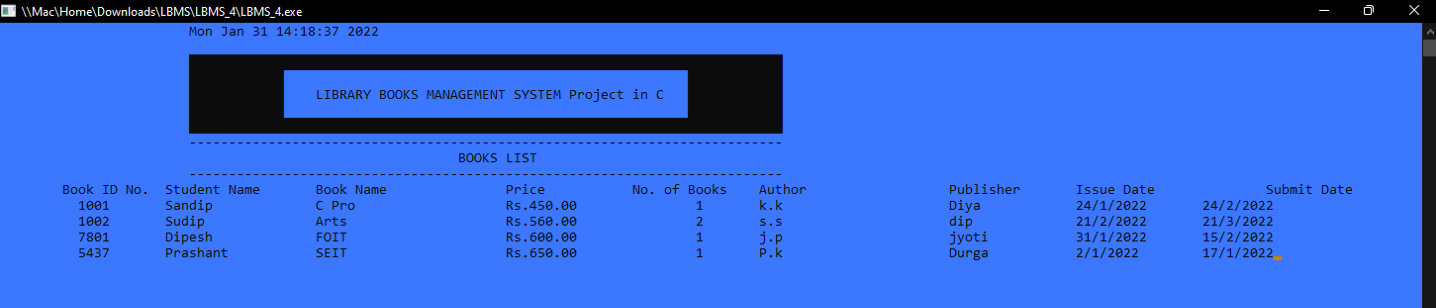 \\Mac\Home\Downloads\LBMS\LBMS_4\LBMS_4.exe
Mon Jan 31 14:18:37 2022
LIBRARY BOOKS MANAGEMENT SYSTEM Project in C
---------------------------------------------------------------------------
BOOKS LIST
---------------------------------------------------------------------------
Book ID No. Student Name Book Name Price No. of Books Author Publisher Issue Date Submit Date
1001 Sandip C Pro Rs.450.00 1 k.k Diya 24/1/2022 24/2/2022
1002 Sudip Arts Rs.560.00 2 s.s dip 21/2/2022 21/3/2022
7801 Dipesh FOIT Rs.600.00 1 j.p jyoti 31/1/2022 15/2/2022
5437 Prashant SEIT Rs.650.00 1 P.k Durga 2/1/2022 17/1/2022